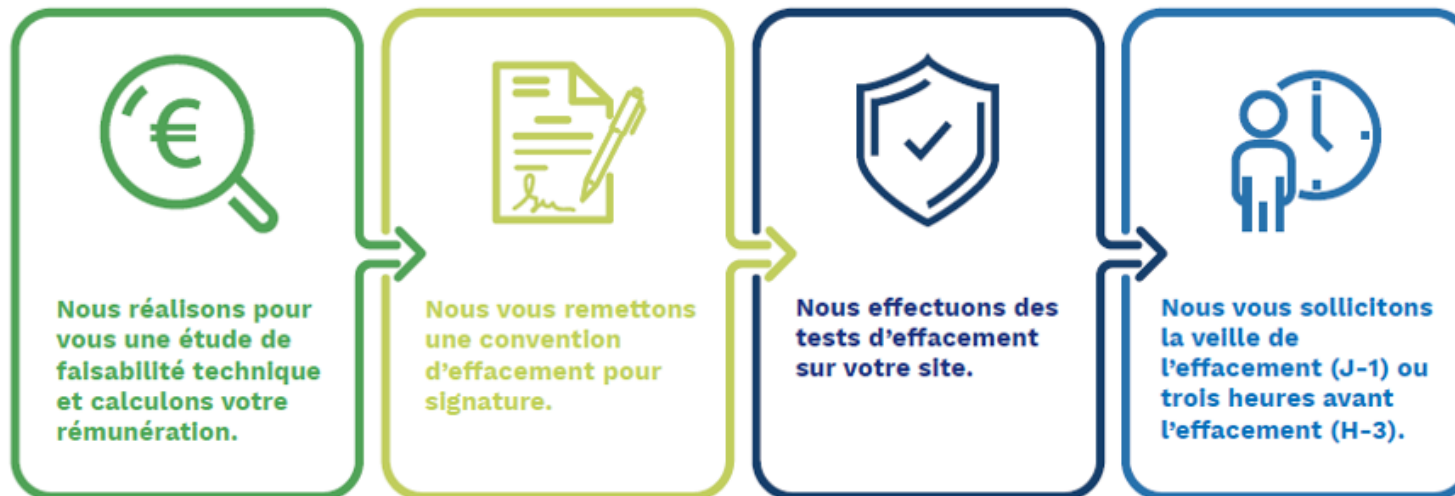 €
Nous réalisons pour
vous une étude de
faisabilité technique
et calculons votre
rémunération.
Nous vous remettons
une convention
d’effacement pour
signature.
Nous effectuons des
tests d’effacement
sur votre site.
Nous vous sollicitons
la veille de
l’effacement (J-1) ou
trois heures avant
l’effacement (H-3).